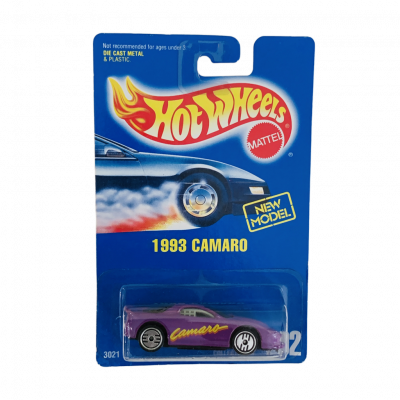 Not recommended for ages under 3
DIE CAST METAL
& PLASTIC
HOT WHEELS
MATTEL
®
NEW
MODEL
1993 CAMARO
Camaro
3021